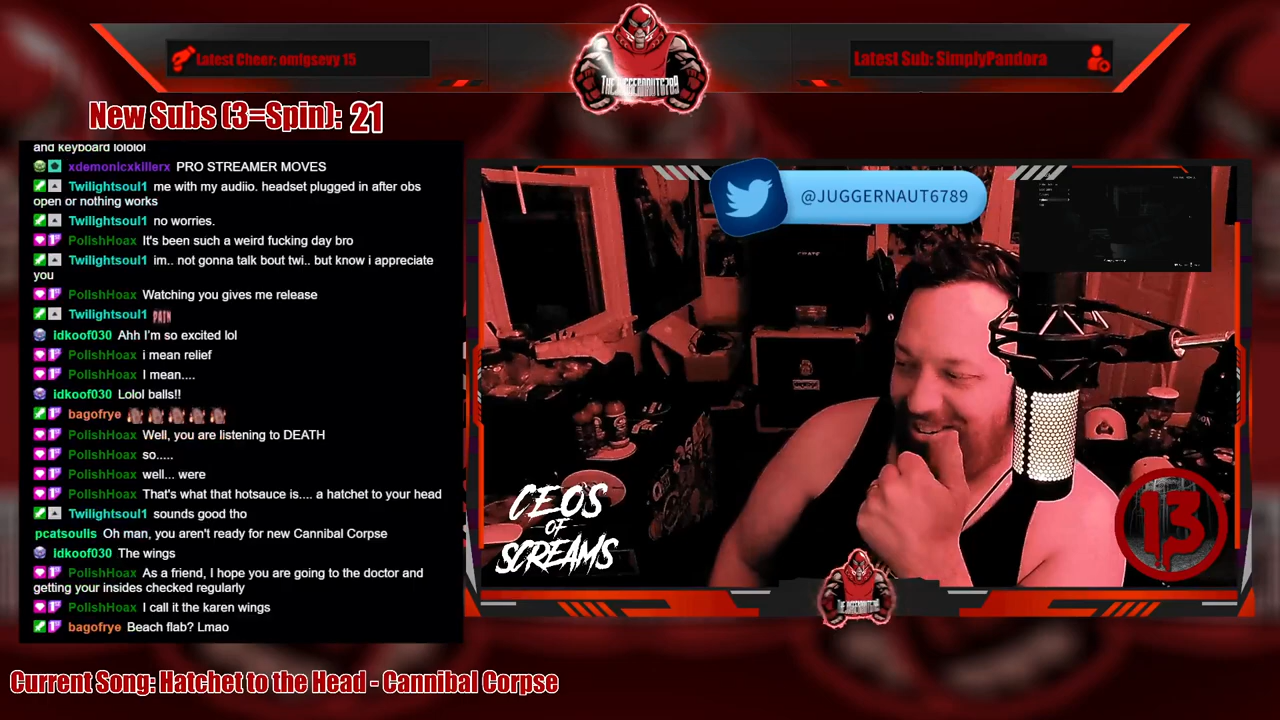 Latest Cheer: omfgsevy 15
THEJUGGERNAUT6789
Latest Sub: SimplyPandora
New Subs (3=Spin): 21
and keyboard lololol
xdemonicxkillerx PRO STREAMER MOVES
Twilightsoul1 me with my audiio. headset plugged in after obs
open or nothing works
Twilightsoul1 no worries.
PolishHoax It's been such a weird fucking day bro
Twilightsoul1 im.. not gonna talk bout twi.. but know i appreciate
you
PolishHoax Watching you gives me release
Twilightsoul1 PAIN
idkoof030 Ahh I'm so excited lol
PolishHoax i mean relief
PolishHoax I mean....
idkoof030 Lolol balls!!
bagofrye
PolishHoax Well, you are listening to DEATH
PolishHoax so.....
PolishHoax well... were
PolishHoax That's what that hotsauce is.... a hatchet to your head
Twilightsoul1 sounds good tho
pcatsoulls Oh man, you aren't ready for new Cannibal Corpse
idkoof030 The wings
PolishHoax As a friend, I hope you are going to the doctor and
getting your insides checked regularly
PolishHoax I call it the karen wings
bagofrye Beach flab? Lmao
@JUGGERNAUT6789
CEOS
OF
SCREAMS
13
THEJUGGERNAUT6789
Current Song: Hatchet to the Head - Cannibal Corpse